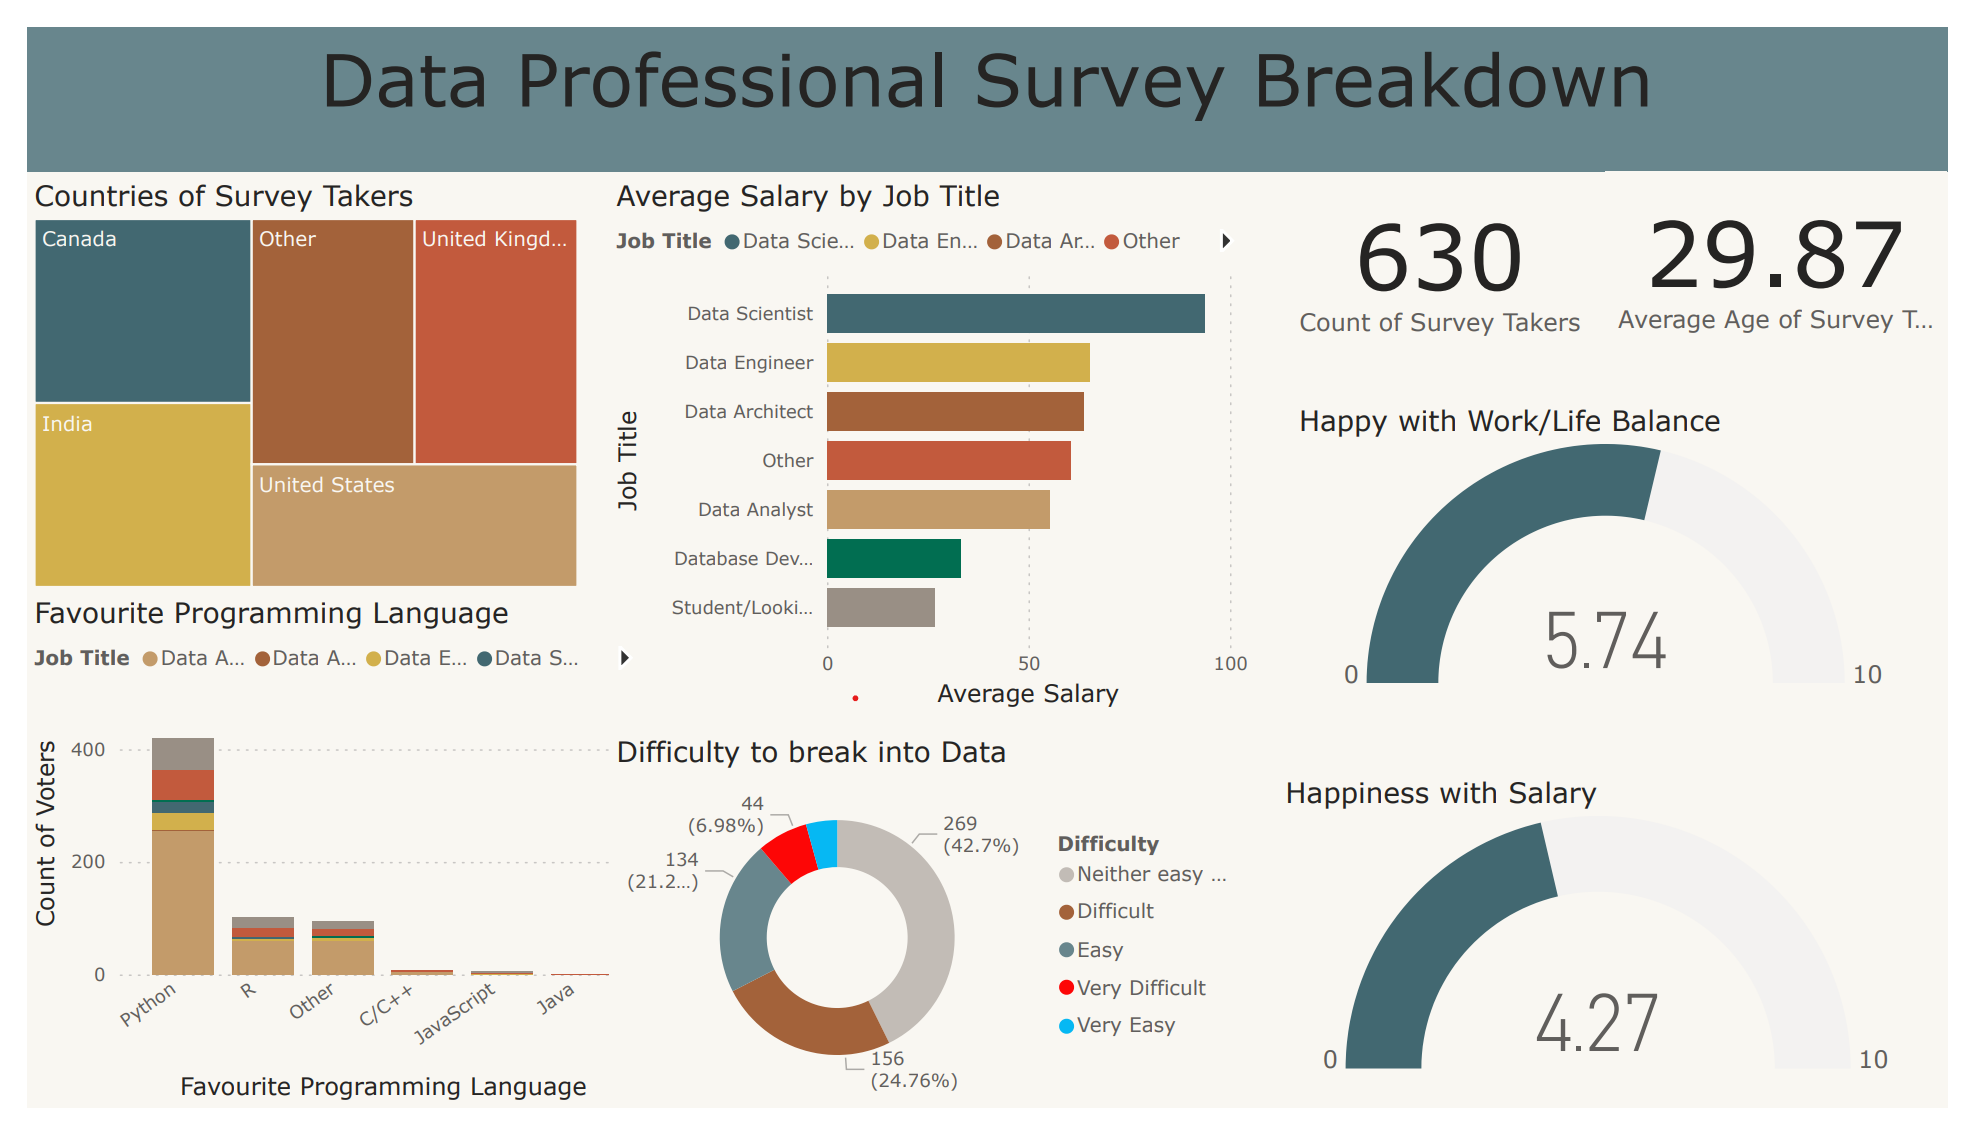 Data Professional Survey Breakdown
Countries of Survey Takers
Canada
Other
United Kingd...
India
United States
Average Salary by Job Title
Job Title Data Scie... Data En... Data Ar... Other
Job Title
Data Scientist
Data Engineer
Data Architect
Other
Data Analyst
Database Dev...
Student/Looki...
0 50 100
Average Salary
630
Count of Survey Takers
29.87
Average Age of Survey T...
Happy with Work/Life Balance
5.74
0 10
Favourite Programming Language
Job Title Data A... Data A... Data E... Data S...
Count of Voters
400
200
0
Python R Other C/C++ JavaScript Java
Favourite Programming Language
Difficulty to break into Data
44
(6.98%)
269
(42.7%)
134
(21.2...)
156
(24.76%)
Difficulty
Neither easy ...
Difficult
Easy
Very Difficult
Very Easy
Happiness with Salary
4.27
0 10